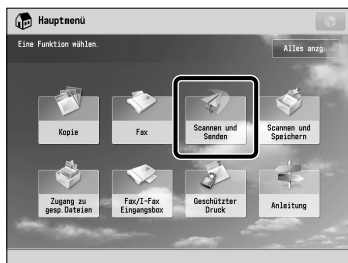 Hauptmenü
Eine Funktion wählen.
Alles anzg.
Kopie
Fax
Scannen und
Senden
Scannen und
Speichern
Zugang zu
gesp.Dateien
Fax/I-Fax
Eingangsbox
Geschützter
Druck
Anleitung